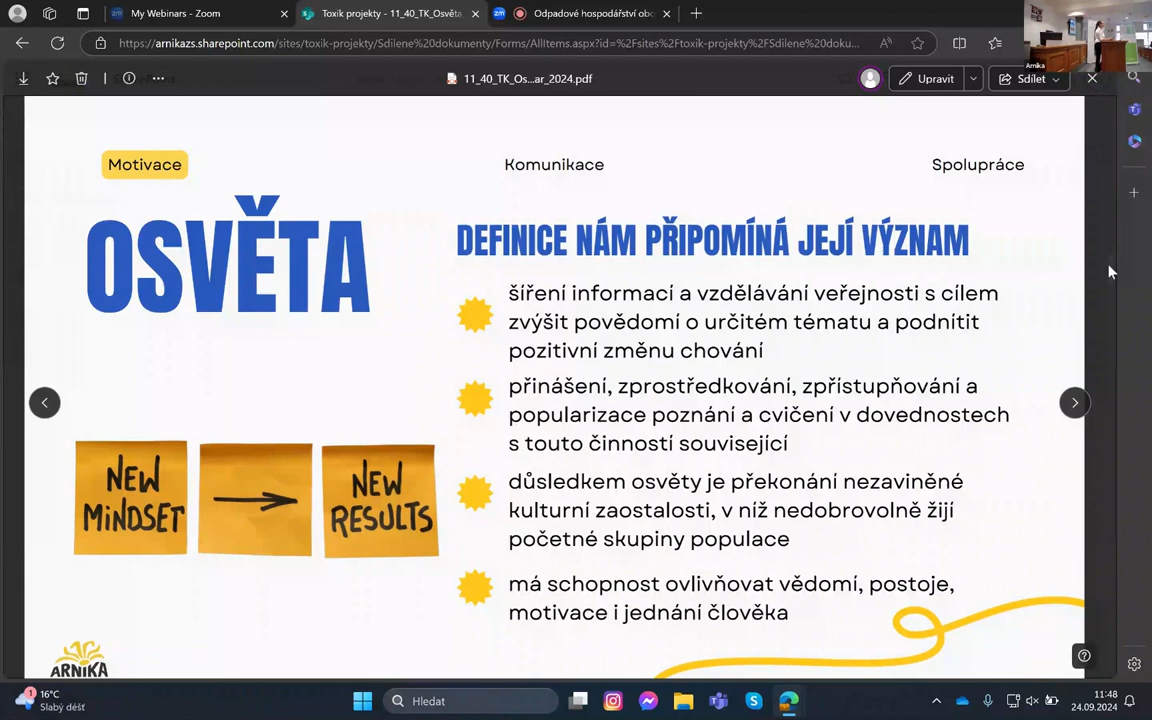 My Webinars - Zoom
Toxik projekty - 11_40_TK_Osvěta
Odpadové hospodářství obc
https://arnikazs.sharepoint.com/sites/toxik-projekty/Sdilene%20dokumenty/Forms/AllItems.aspx?id=%2Fsites%2Ftoxik-projekty%2FSdilene%20doku...
Arnika
11_40_TK_Os...ar_2024.pdf
Upravit
Sdílet
Motivace
Komunikace
Spolupráce
OSVĚTA
DEFINICE NÁM PŘIPOMÍNÁ JEJÍ VÝZNAM
šíření informací a vzdělávání veřejnosti s cílem
zvýšit povědomí o určitém tématu a podnítit
pozitivní změnu chování
přinášení, zprostředkování, zpřístupňování a
popularizace poznání a cvičení v dovednostech
s touto činností související
důsledkem osvěty je překonání nezaviněné
kulturní zaostalosti, v níž nedobrovolně žijí
početné skupiny populace
má schopnost ovlivňovat vědomí, postoje,
motivace i jednání člověka
NEW
MiNDSET
NEW
RESULTS
ARNIKA
1
16°C
Slabý déšť
Hledat
11:48
24.09.2024